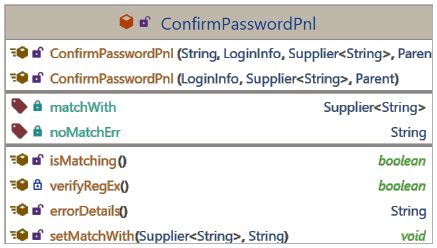 ConfirmPasswordPnl
ConfirmPasswordPnl (String, LoginInfo, Supplier<String>, Paren
ConfirmPasswordPnl (LoginInfo, Supplier<String>, Parent)
matchWith Supplier<String>
noMatchErr String
isMatching() boolean
verifyRegEx() boolean
errorDetails() String
setMatchWith(Supplier<String>, String) void